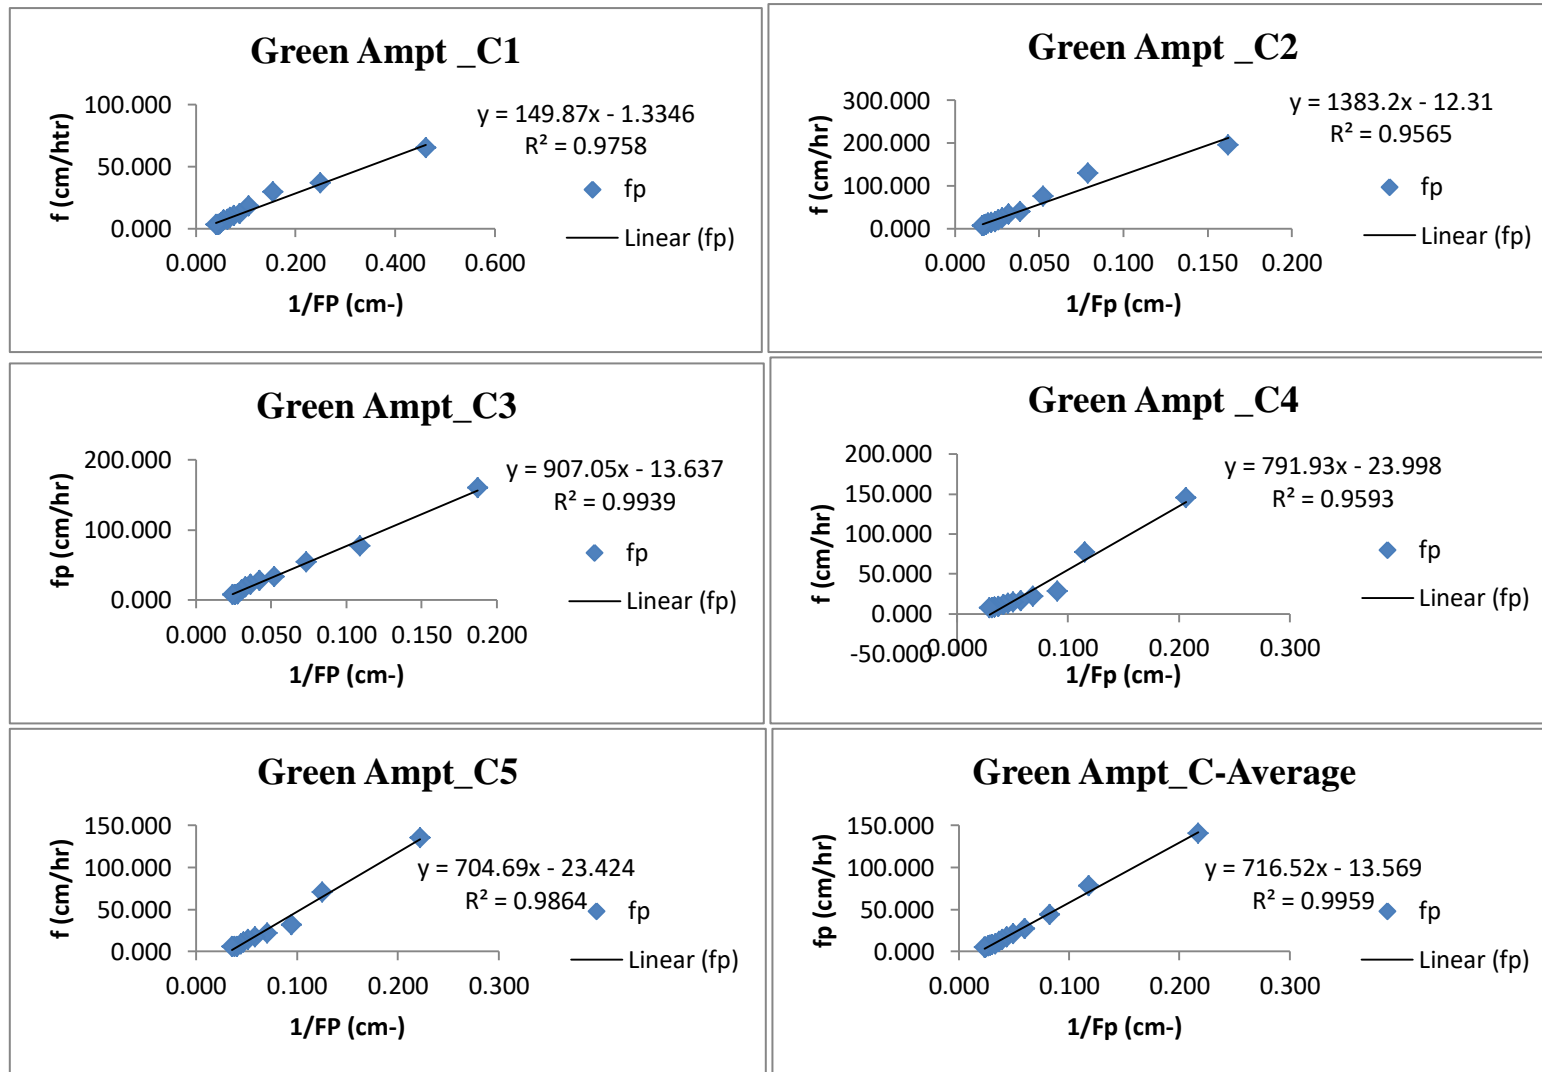 Green Ampt _C1
y = 149.87x - 1.3346
R² = 0.9758
f (cm/htr)
100.000
50.000
0.000
0.000 0.200 0.400 0.600
1/FP (cm-)
fp
Linear (fp)
Green Ampt _C2
y = 1383.2x - 12.31
R² = 0.9565
f (cm/hr)
300.000
200.000
100.000
0.000
0.000 0.050 0.100 0.150 0.200
1/Fp (cm-)
fp
Linear (fp)
Green Ampt_C3
y = 907.05x - 13.637
R² = 0.9939
fp (cm/hr)
200.000
100.000
0.000
0.000 0.050 0.100 0.150 0.200
1/FP (cm-)
fp
Linear (fp)
Green Ampt _C4
y = 791.93x - 23.998
R² = 0.9593
f (cm/hr)
200.000
150.000
100.000
50.000
0.000
-50.000
0.000 0.100 0.200 0.300
1/Fp (cm-)
fp
Linear (fp)
Green Ampt_C5
y = 704.69x - 23.424
R² = 0.9864
f (cm/hr)
150.000
100.000
50.000
0.000
0.000 0.100 0.200 0.300
1/FP (cm-)
fp
Linear (fp)
Green Ampt_C-Average
y = 716.52x - 13.569
R² = 0.9959
fp (cm/hr)
150.000
100.000
50.000
0.000
0.000 0.100 0.200 0.300
1/Fp (cm-)
fp
Linear (fp)